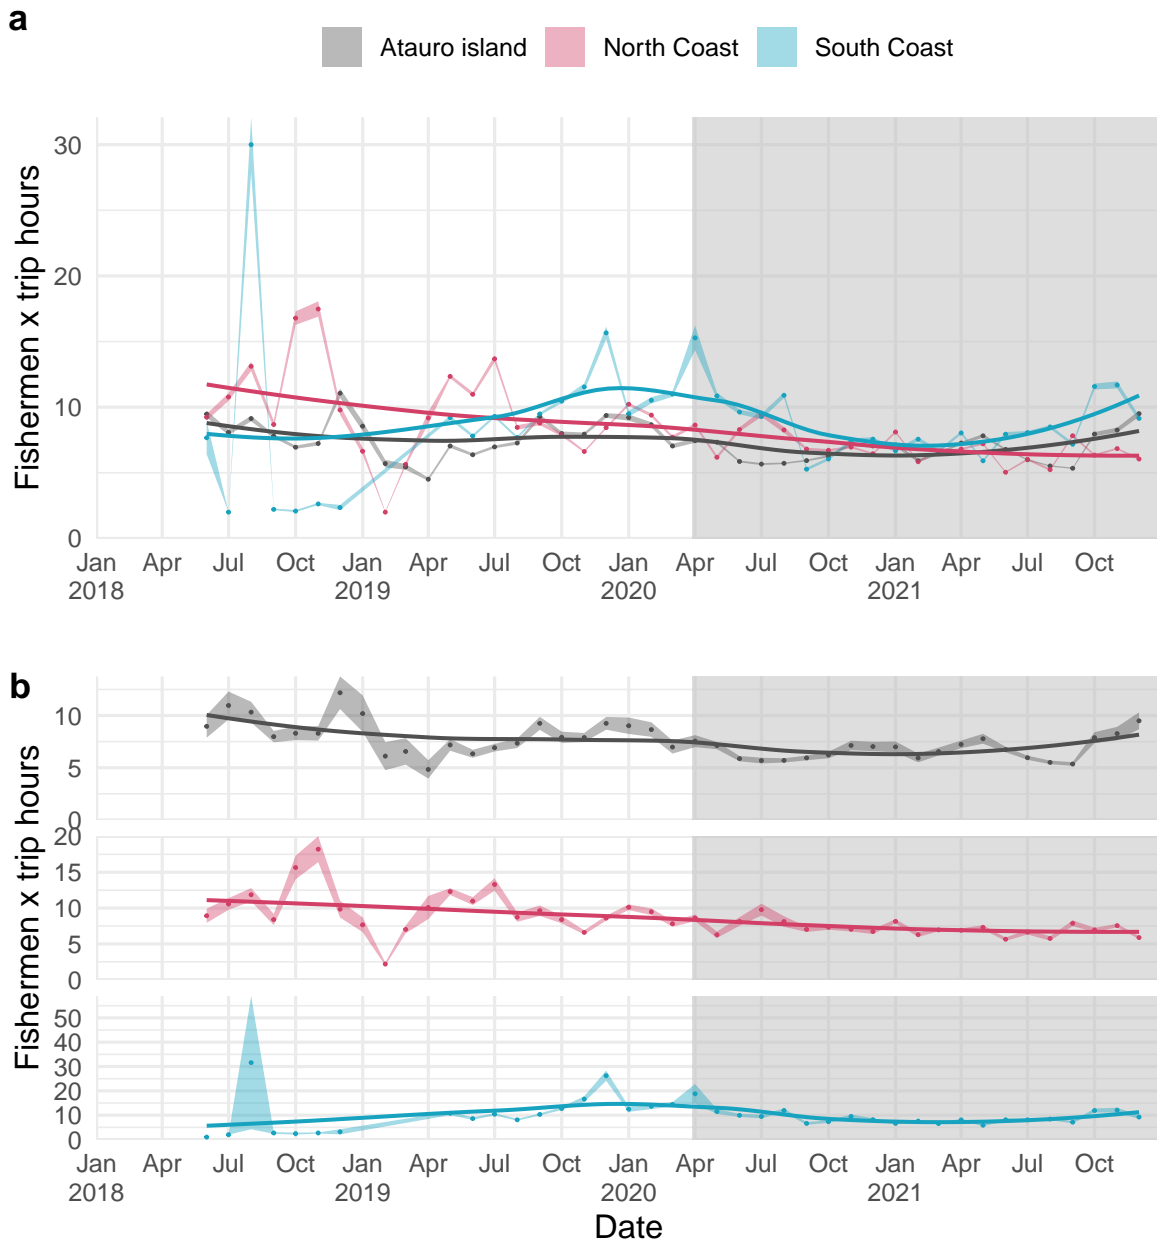 a
Atauro island North Coast South Coast
Fishermen x trip hours
30
20
10
0
Jan Apr Jul Oct Jan Apr Jul Oct Jan Apr Jul Oct Jan Apr Jul Oct
2018 2019 2020 2021
b
Fishermen x trip hours
10
5
0
20
15
10
5
0
50
40
30
20
10
0
Jan Apr Jul Oct Jan Apr Jul Oct Jan Apr Jul Oct Jan Apr Jul Oct
2018 2019 2020 2021
Date